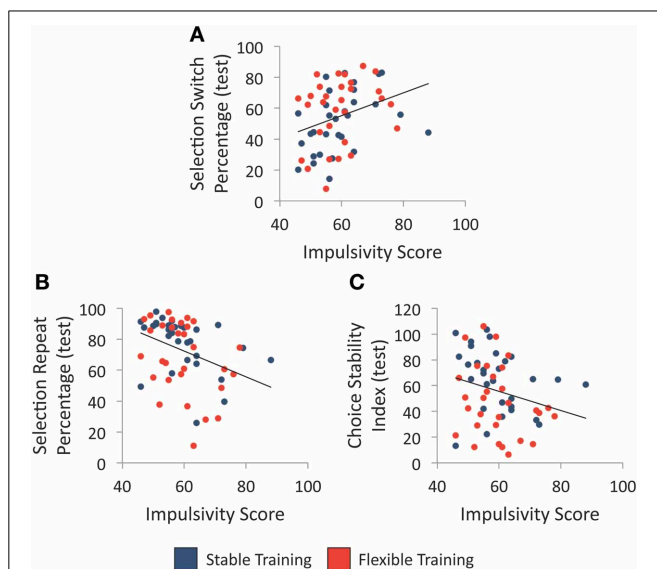 A
Selection Switch
Percentage (test)
100
80
60
40
20
0
40 60 80 100
Impulsivity Score
B
Selection Repeat
Percentage (test)
100
80
60
40
20
0
40 60 80 100
Impulsivity Score
C
Choice Stability
Index (test)
120
100
80
60
40
20
0
40 60 80 100
Impulsivity Score
Stable Training Flexible Training